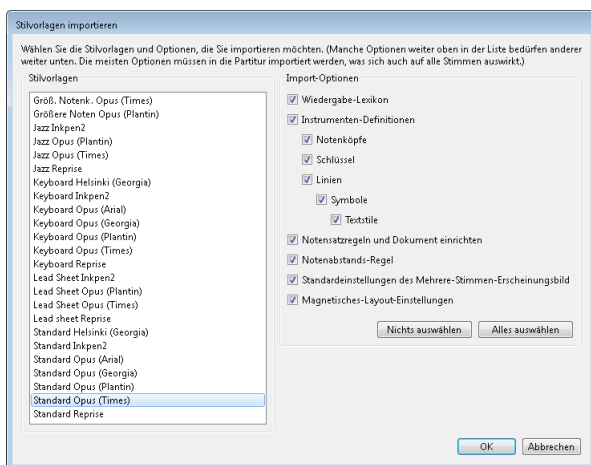 Stilvorlagen importieren
Wählen Sie die Stilvorlagen und Optionen, die Sie importieren möchten. (Manche Optionen weiter oben in der Liste bedürfen anderer
weiter unten. Die meisten Optionen müssen in die Partitur importiert werden, was sich auch auf alle Stimmen auswirkt.)
Stilvorlagen
Größ. Notenk. Opus (Times)
Größere Noten Opus (Plantin)
Jazz Inkpen2
Jazz Opus (Plantin)
Jazz Opus (Times)
Jazz Reprise
Keyboard Helsinki (Georgia)
Keyboard Inkpen2
Keyboard Opus (Arial)
Keyboard Opus (Georgia)
Keyboard Opus (Plantin)
Keyboard Opus (Times)
Keyboard Reprise
Lead Sheet Inkpen2
Lead Sheet Opus (Plantin)
Lead Sheet Opus (Times)
Lead sheet Reprise
Standard Helsinki (Georgia)
Standard Inkpen2
Standard Opus (Arial)
Standard Opus (Georgia)
Standard Opus (Plantin)
Standard Opus (Times)
Standard Reprise
Import-Optionen
Wiedergabe-Lexikon
Instrumenten-Definitionen
Notenköpfe
Schlüssel
Linien
Symbole
Textstile
Notensatzregeln und Dokument einrichten
Notenabstands-Regel
Standardeinstellungen des Mehrere-Stimmen-Erscheinungsbild
Magnetisches-Layout-Einstellungen
Nichts auswählen
Alles auswählen
OK
Abbrechen